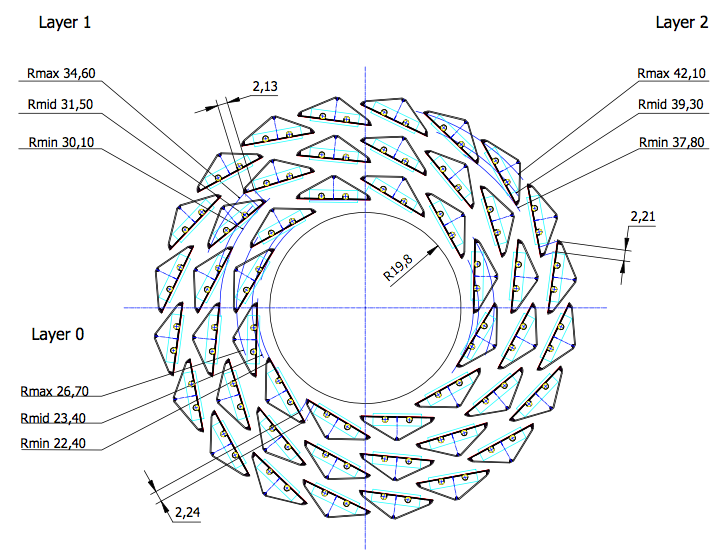 Layer 1
Layer 2
Rmax 34,60
2,13
Rmax 42,10
Rmid 31,50
Rmid 39,30
Rmin 30,10
Rmin 37,80
2,21
R19,8
Layer 0
Rmax 26,70
Rmid 23,40
Rmin 22,40
2,24